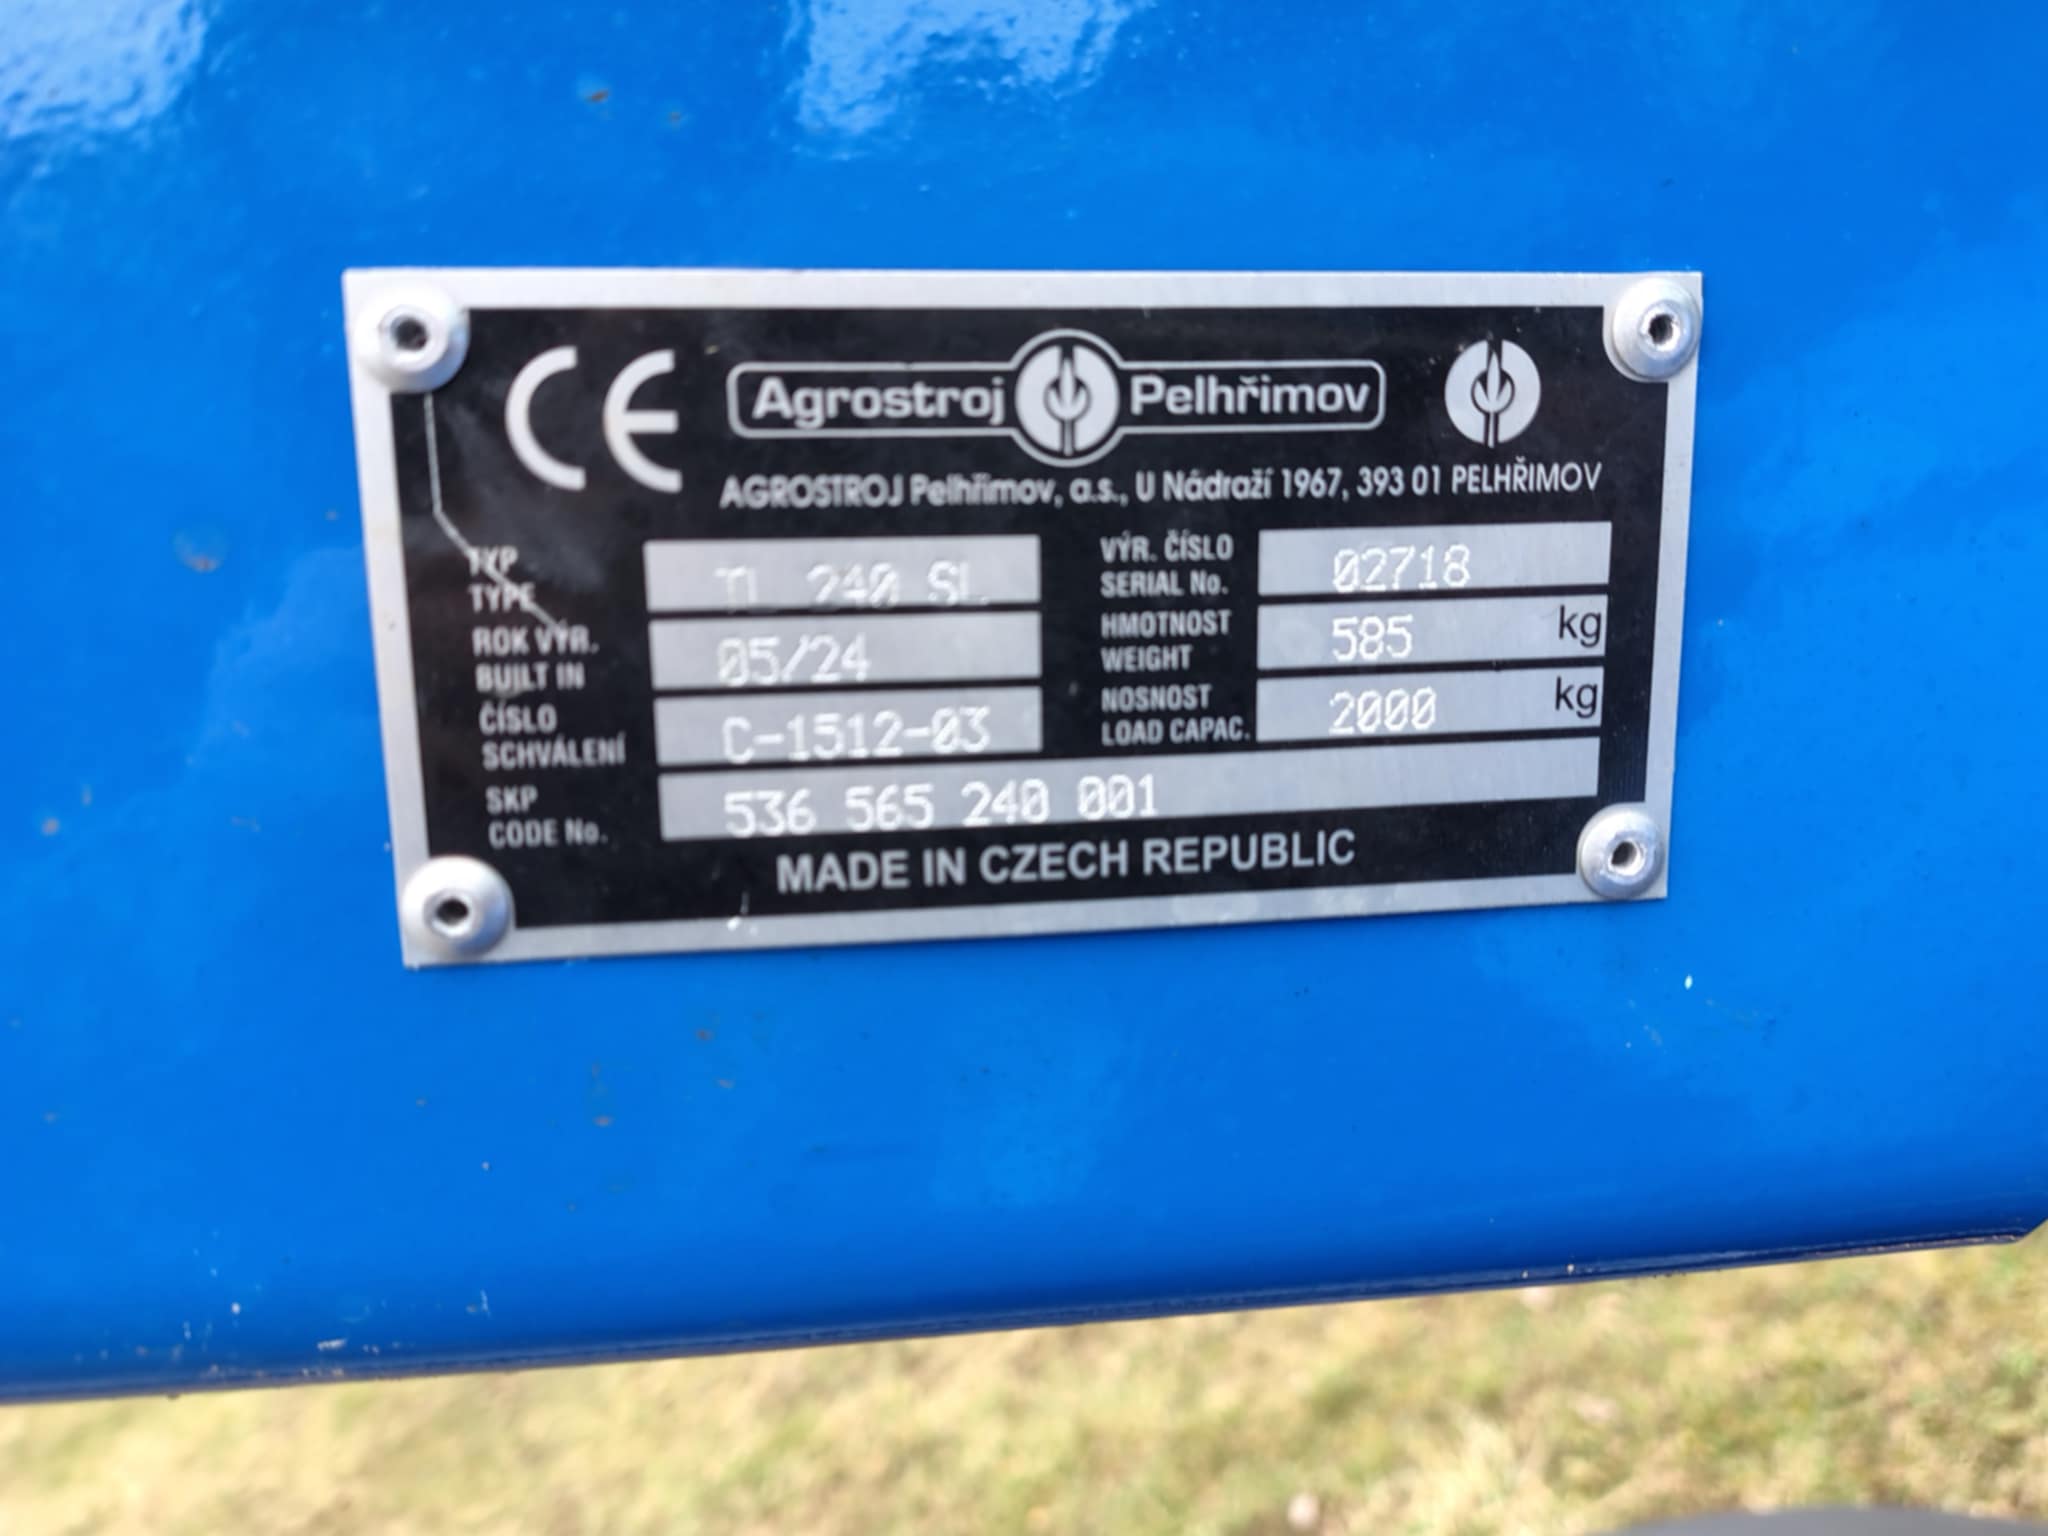 CE Agrostroj Pelhřimov
AGROSTROJ Pelhřimov, a.s., U Nádraží 1967, 393 01 PELHŘIMOV
TYP
TYPE
TL 240 SL
ROK VÝR.
BUILT IN
05/24
ČÍSLO
SCHVÁLENÍ
C-1512-03
VÝR. ČÍSLO
SERIAL No.
02718
HMOTNOST
WEIGHT
585 kg
NOSNOST
LOAD CAPAC.
2000 kg
SKP
CODE No.
536 565 240 001
MADE IN CZECH REPUBLIC